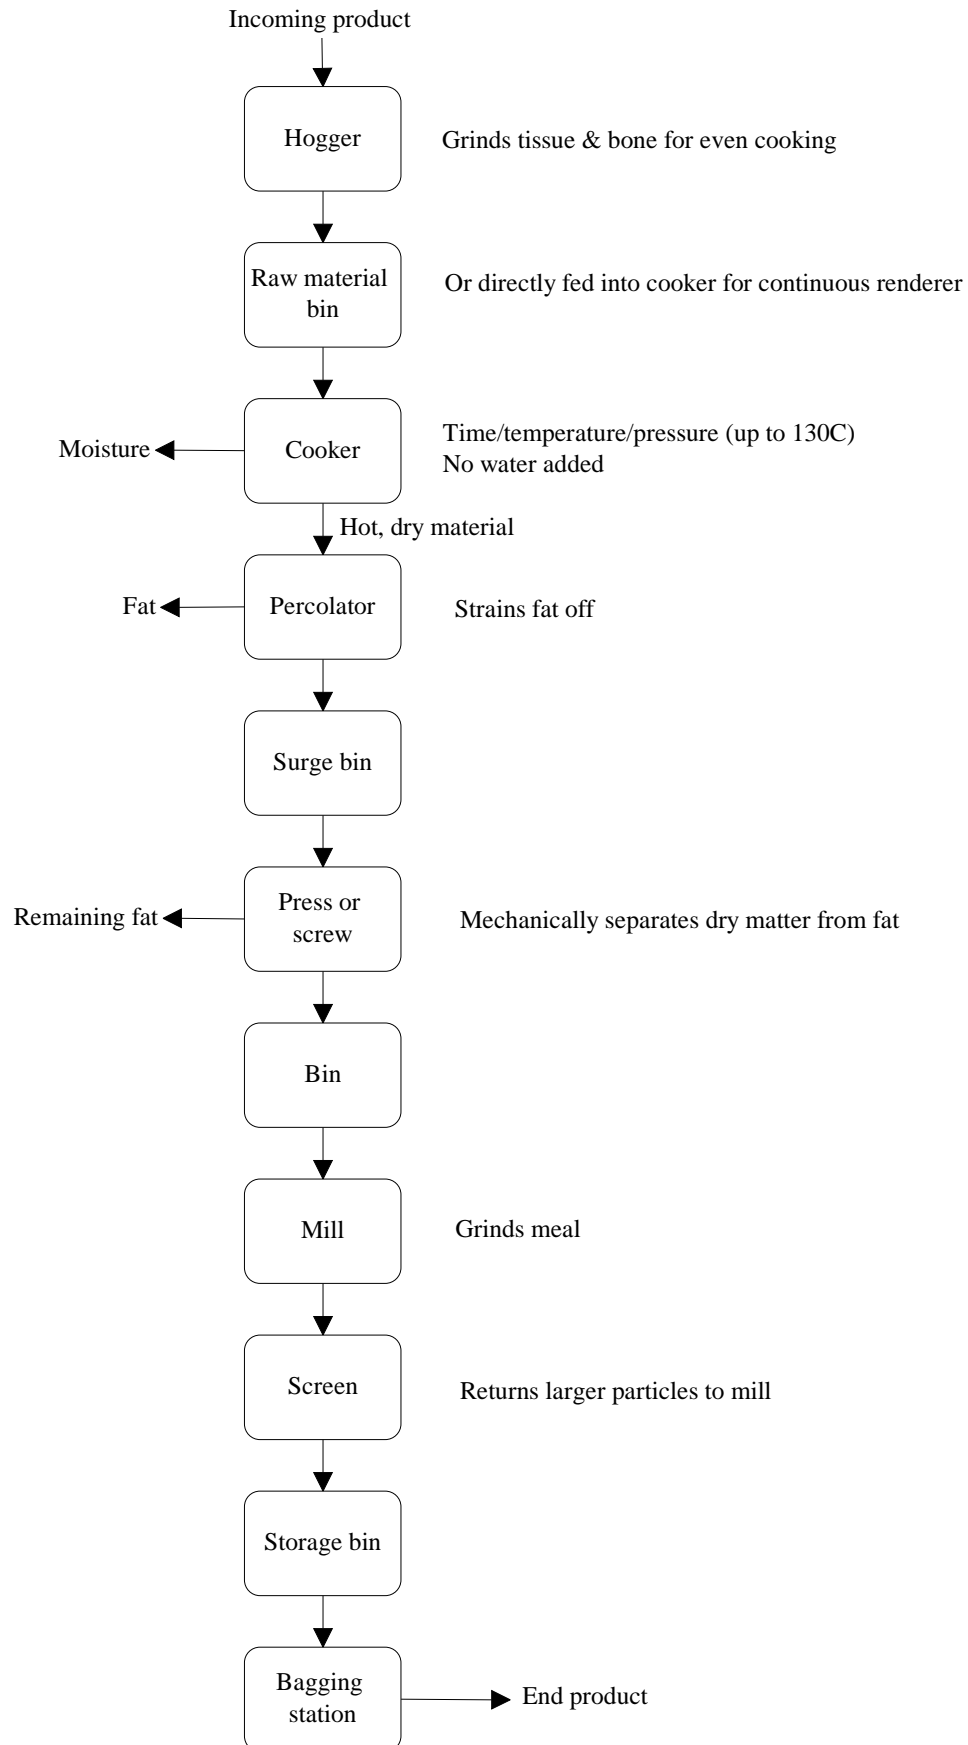 Incoming product
Hogger
Grinds tissue & bone for even cooking
Raw material
bin
Or directly fed into cooker for continuous renderer
Moisture
Cooker
Time/temperature/pressure (up to 130C)
No water added
Hot, dry material
Fat
Percolator
Strains fat off
Surge bin
Remaining fat
Press or
screw
Mechanically separates dry matter from fat
Bin
Mill
Grinds meal
Screen
Returns larger particles to mill
Storage bin
Bagging
station
End product